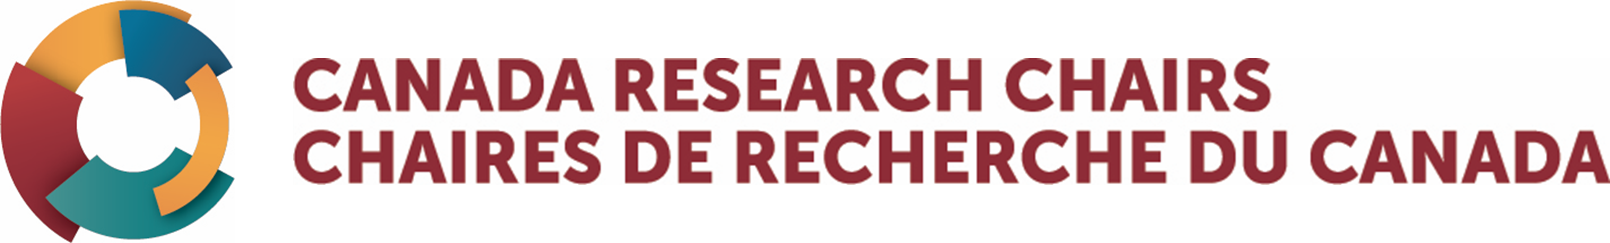 CANADA RESEARCH CHAIRS
CHAIRES DE RECHERCHE DU CANADA